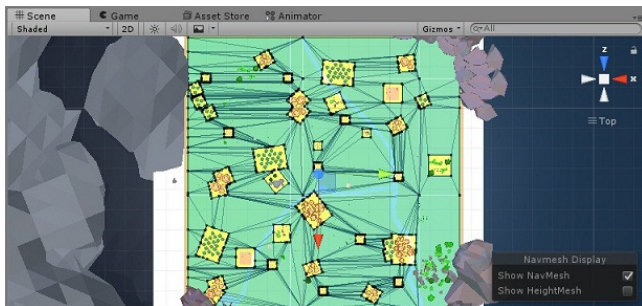 Scene Game Asset Store Animator
Shaded 2D Gizmos All
z
x
Top
Navmesh Display
Show NavMesh
Show HeightMesh